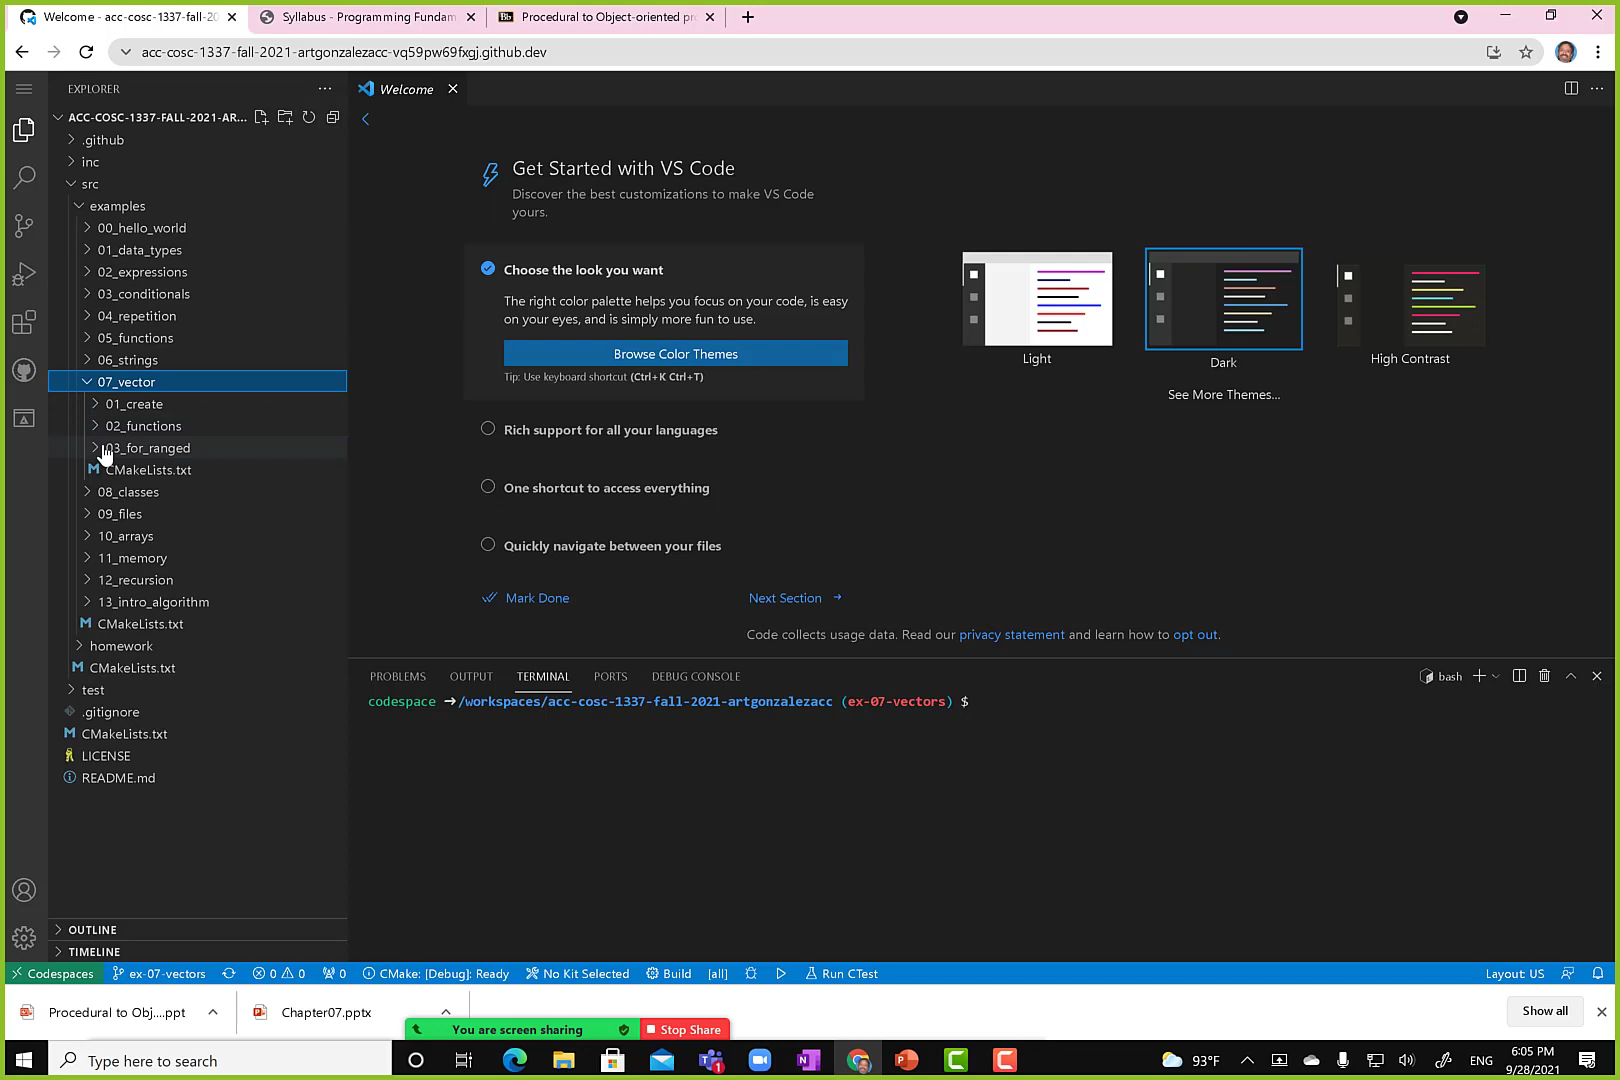 Welcome - acc-cosc-1337-fall-20
Syllabus - Programming Fundam
Bb Procedural to Object-oriented pr
acc-cosc-1337-fall-2021-artgonzalezacc-vq59pw69fxgj.github.dev
EXPLORER
ACC-COSC-1337-FALL-2021-AR...
.github
inc
src
examples
00_hello_world
01_data_types
02_expressions
03_conditionals
04_repetition
05_functions
06_strings
07_vector
01_create
02_functions
03_for_ranged
M CMakeLists.txt
08_classes
09_files
10_arrays
11_memory
12_recursion
13_intro_algorithm
M CMakeLists.txt
homework
M CMakeLists.txt
test
.gitignore
M CMakeLists.txt
LICENSE
README.md
OUTLINE
TIMELINE
Welcome
Get Started with VS Code
Discover the best customizations to make VS Code
yours.
Choose the look you want
The right color palette helps you focus on your code, is easy
on your eyes, and is simply more fun to use.
Browse Color Themes
Tip: Use keyboard shortcut (Ctrl+K Ctrl+T)
Rich support for all your languages
One shortcut to access everything
Quickly navigate between your files
Mark Done
Next Section
Light
Dark
High Contrast
See More Themes...
Code collects usage data. Read our privacy statement and learn how to opt out.
PROBLEMS OUTPUT TERMINAL PORTS DEBUG CONSOLE
bash
codespace ➜/workspaces/acc-cosc-1337-fall-2021-artgonzalezacc (ex-07-vectors) $
Codespaces ex-07-vectors 0 0 0 CMake: [Debug]: Ready No Kit Selected Build [all] Run CTest Layout: US
Procedural to Obj....ppt
Chapter07.pptx
Show all
You are screen sharing
Stop Share
Type here to search
1
93°F
ENG
6:05 PM
9/28/2021